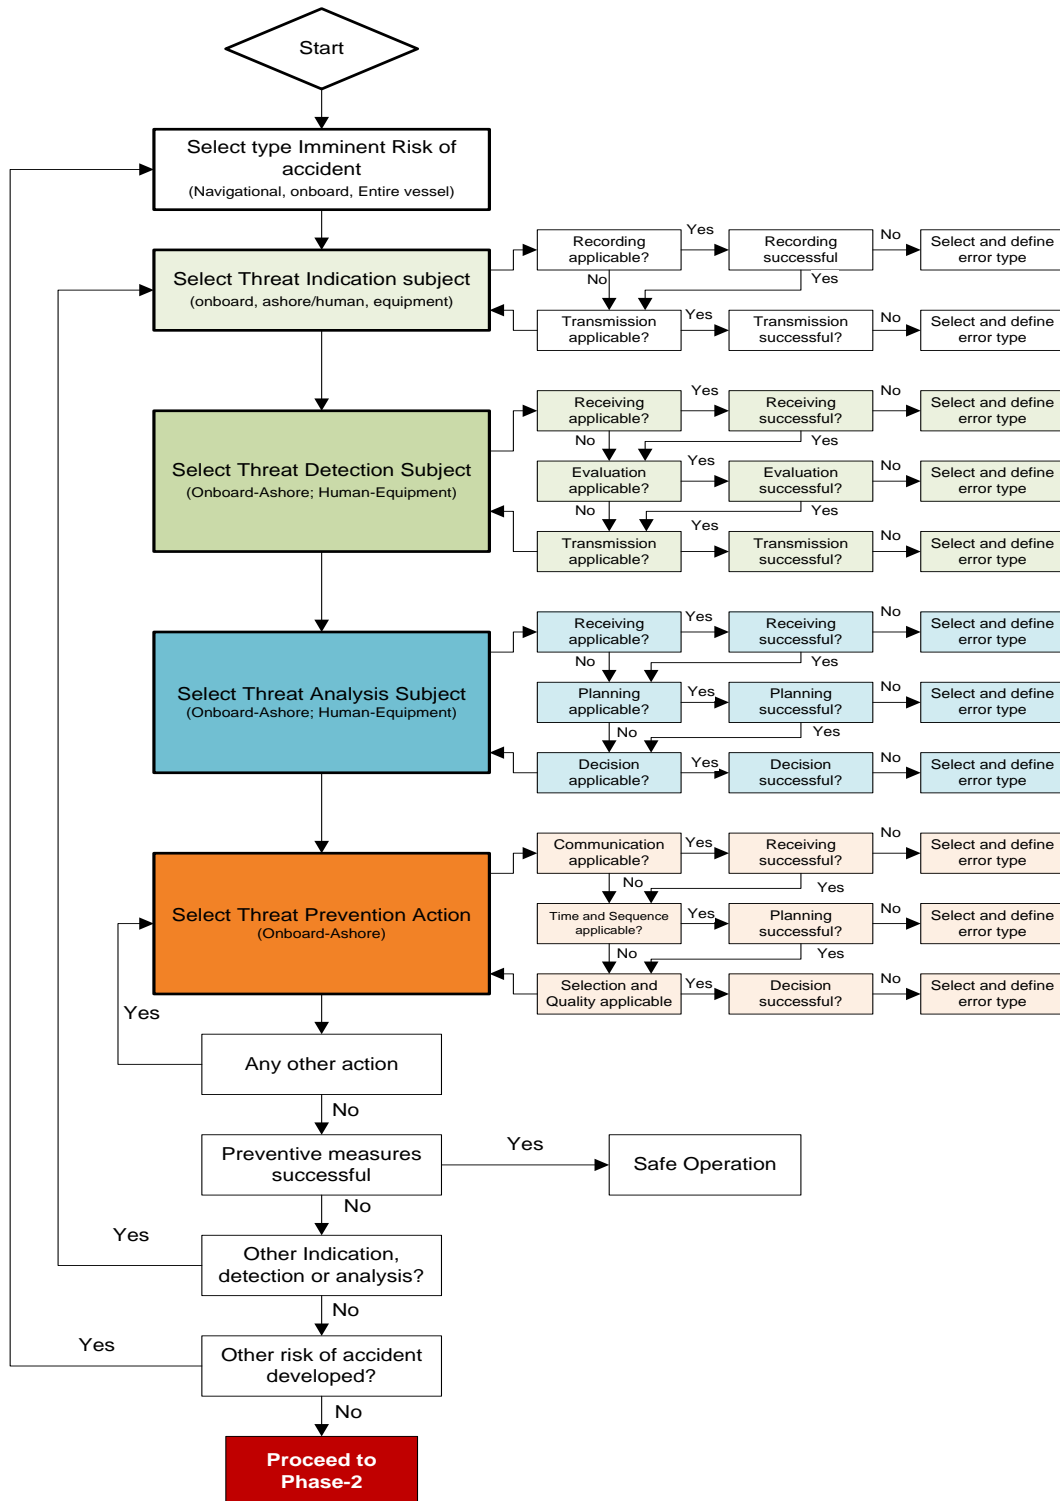 Start
Select type Imminent Risk of
accident
(Navigational, onboard, Entire vessel)
Select Threat Indication subject
(onboard, ashore/human, equipment)
Recording
applicable?
Yes
Recording
successful
No
Select and define
error type
No
Yes
Transmission
applicable?
Yes
Transmission
successful?
No
Select and define
error type
Select Threat Detection Subject
(Onboard-Ashore; Human-Equipment)
Receiving
applicable?
Yes
Receiving
successful?
No
Select and define
error type
No
Yes
Evaluation
applicable?
Yes
Evaluation
successful?
No
Select and define
error type
No
Yes
Transmission
applicable?
Yes
Transmission
successful?
No
Select and define
error type
Select Threat Analysis Subject
(Onboard-Ashore; Human-Equipment)
Receiving
applicable?
Yes
Receiving
successful?
No
Select and define
error type
No
Yes
Planning
applicable?
Yes
Planning
successful?
No
Select and define
error type
No
Yes
Decision
applicable?
Yes
Decision
successful?
No
Select and define
error type
Select Threat Prevention Action
(Onboard-Ashore)
Communication
applicable?
Yes
Receiving
successful?
No
Select and define
error type
No
Yes
Time and Sequence
applicable?
Yes
Planning
successful?
No
Select and define
error type
No
Yes
Selection and
Quality applicable
Yes
Decision
successful?
No
Select and define
error type
Yes
Any other action
No
Preventive measures
successful
Yes
Safe Operation
No
Yes
Other Indication,
detection or analysis?
No
Yes
Other risk of accident
developed?
No
Proceed to
Phase-2